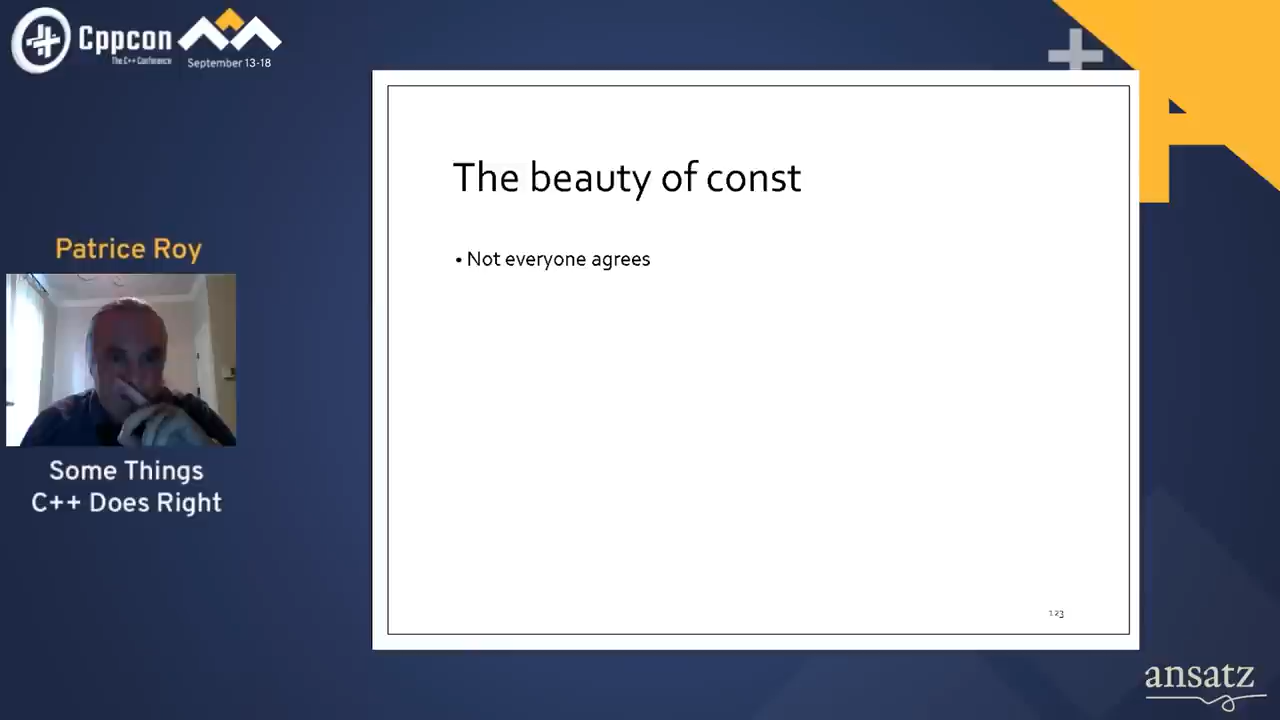 Cppcon
The C++ Conference
September 13-18
Patrice Roy
Some Things
C++ Does Right
The beauty of const
• Not everyone agrees
123
ansatz